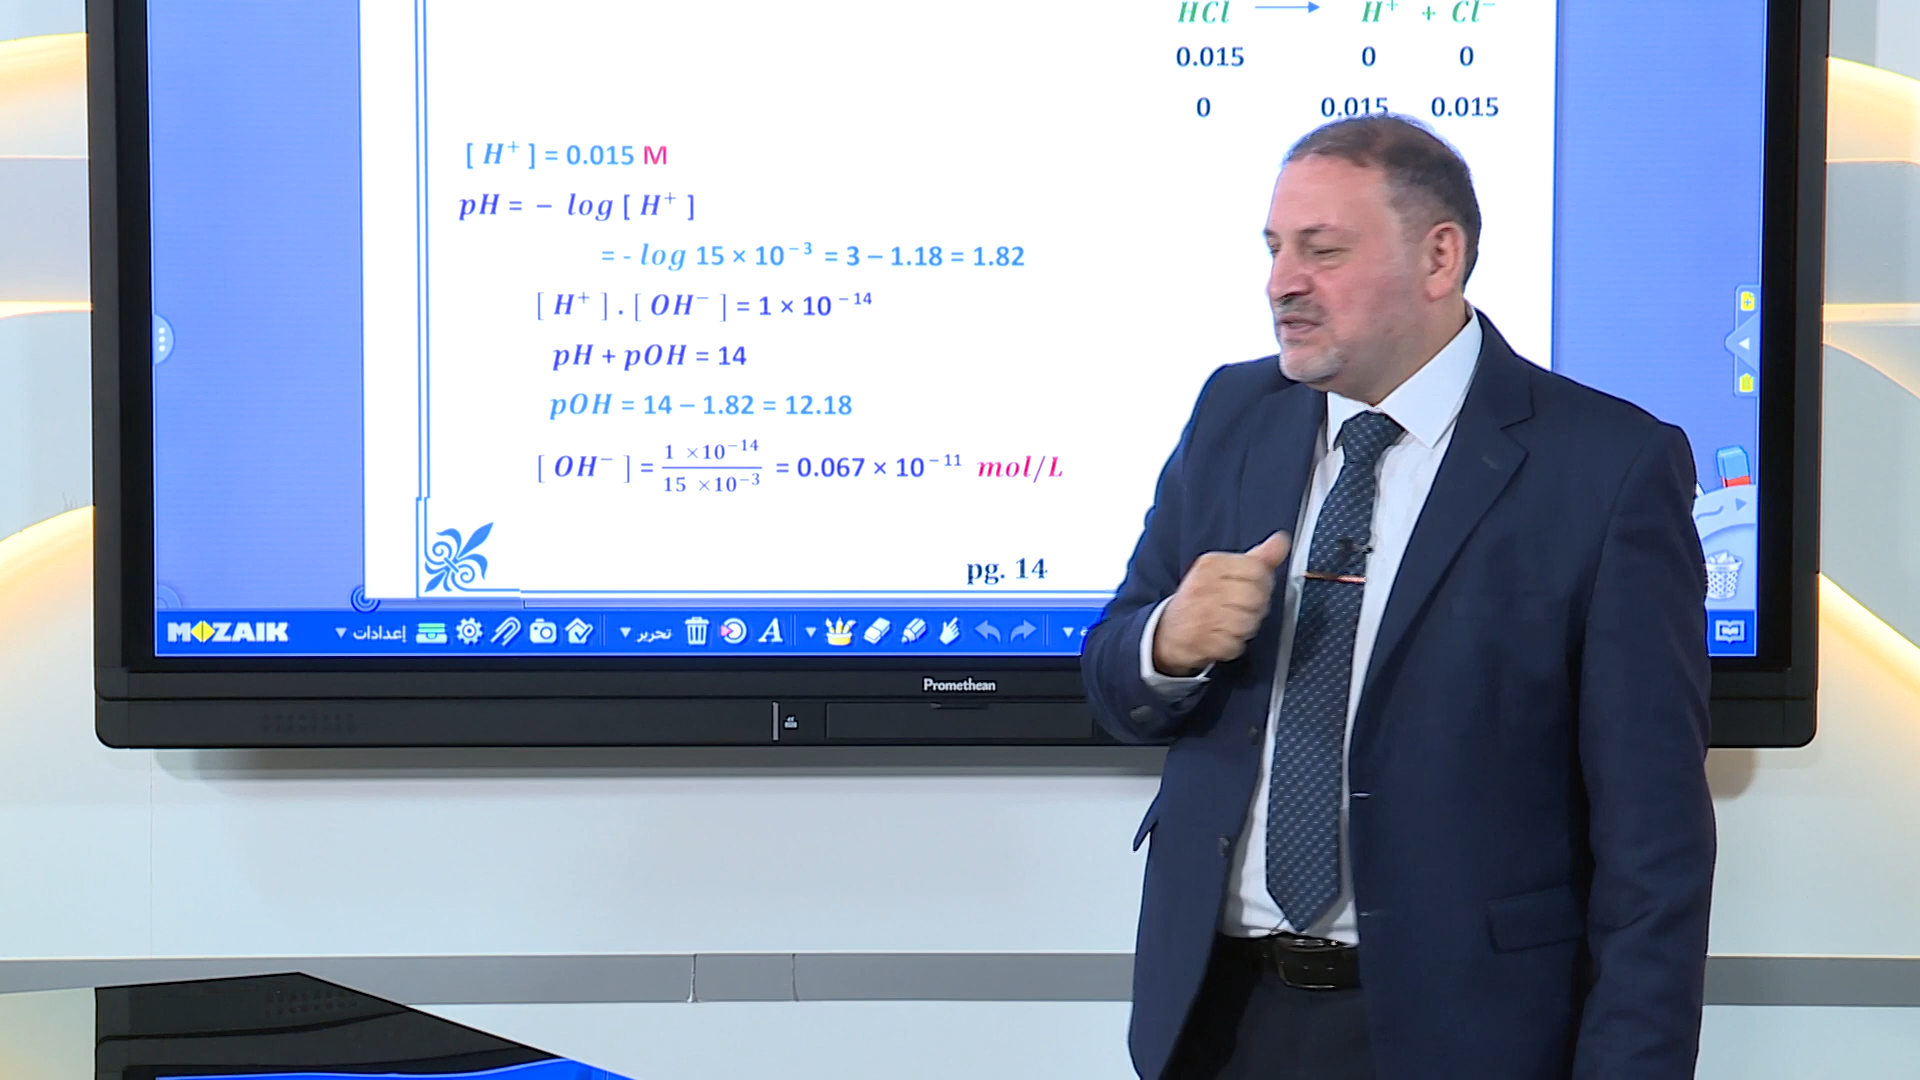 HCl ⟶ H⁺ + Cl⁻
0.015 0 0
0 0.015 0.015
[ H⁺ ] = 0.015 M
pH = − log [ H⁺ ]
= - log 15 × 10⁻³ = 3 – 1.18 = 1.82
[ H⁺ ] . [ OH⁻ ] = 1 × 10⁻¹⁴
pH + pOH = 14
pOH = 14 – 1.82 = 12.18
[ OH⁻ ] = 1 ×10⁻¹⁴ / 15 ×10⁻³ = 0.067 × 10⁻¹¹ mol/L
pg. 14
MOZAIK إعدادات تحرير A
Promethean